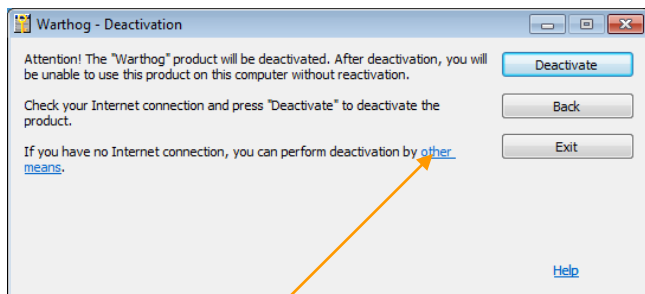 Warthog - Deactivation
Attention! The "Warthog" product will be deactivated. After deactivation, you will
be unable to use this product on this computer without reactivation.
Deactivate
Check your Internet connection and press "Deactivate" to deactivate the
product.
Back
If you have no Internet connection, you can perform deactivation by other
means.
Exit
Help